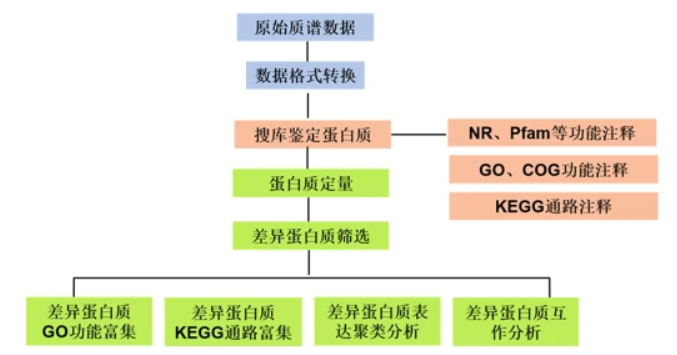 原始质谱数据
数据格式转换
搜库鉴定蛋白质
NR、Pfam等功能注释
蛋白质定量
GO、COG功能注释
KEGG通路注释
差异蛋白质筛选
差异蛋白质
GO功能富集
差异蛋白质
KEGG通路富集
差异蛋白质表
达聚类分析
差异蛋白质互
作分析